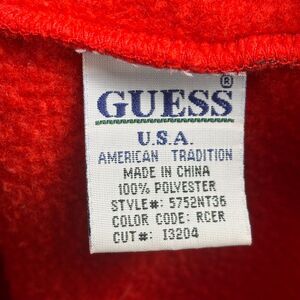 GUESS®
U.S.A.
AMERICAN TRADITION
MADE IN CHINA
100% POLYESTER
STYLE#: 5752NT36
COLOR CODE: RCER
CUT#: I3204